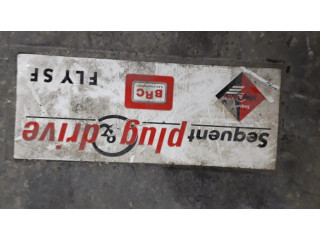 Sequent plug & drive
BRC
FLY SF